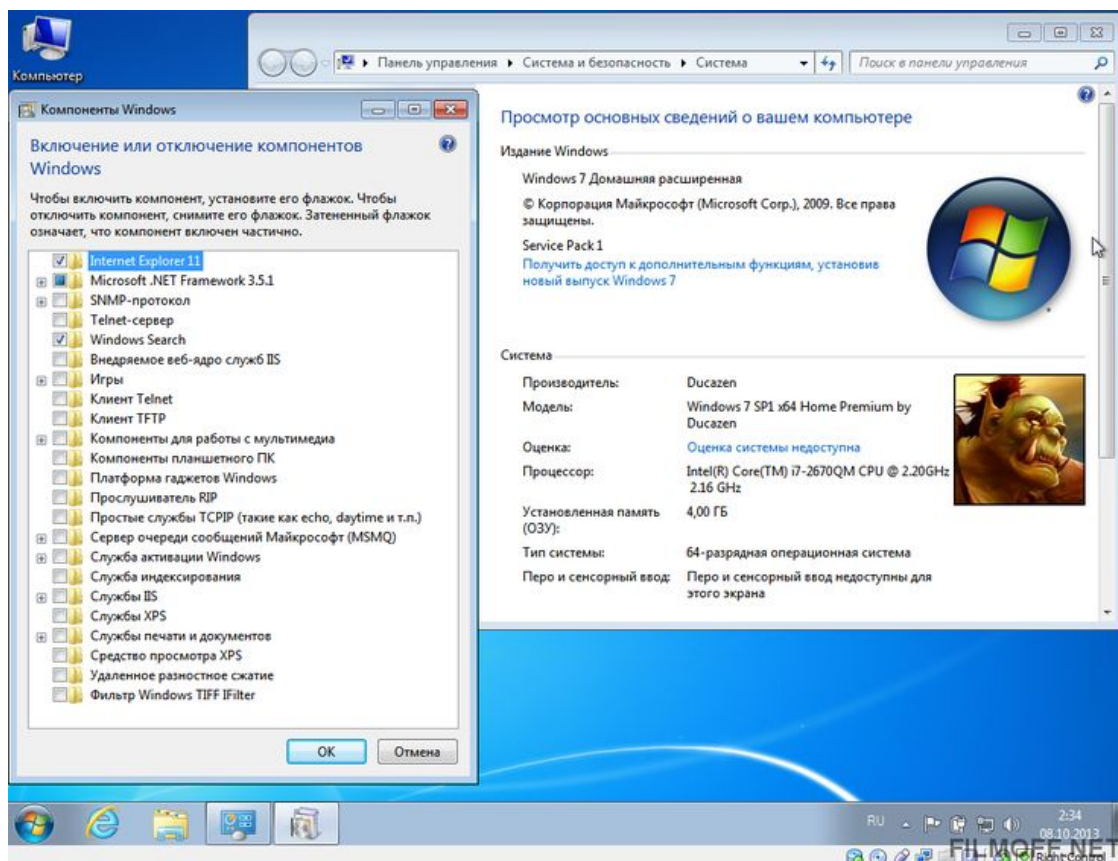 Компьютер
Панель управления
Система и безопасность
Система
Поиск в панели управления
Компоненты Windows
Включение или отключение компонентов
Windows
Чтобы включить компонент, установите его флажок. Чтобы
отключить компонент, снимите его флажок. Затененный флажок
означает, что компонент включен частично.
Internet Explorer 11
Microsoft .NET Framework 3.5.1
SNMP-протокол
Telnet-сервер
Windows Search
Внедряемое веб-ядро служб IIS
Игры
Клиент Telnet
Клиент TFTP
Компоненты для работы с мультимедиа
Компоненты планшетного ПК
Платформа гаджетов Windows
Прослушиватель RIP
Простые службы TCPIP (такие как echo, daytime и т.п.)
Сервер очереди сообщений Майкрософт (MSMQ)
Служба активации Windows
Служба индексирования
Службы IIS
Службы XPS
Службы печати и документов
Средство просмотра XPS
Удаленное разностное сжатие
Фильтр Windows TIFF IFilter
OK
Отмена
Просмотр основных сведений о вашем компьютере
Издание Windows
Windows 7 Домашняя расширенная
© Корпорация Майкрософт (Microsoft Corp.), 2009. Все права
защищены.
Service Pack 1
Получить доступ к дополнительным функциям, установив
новый выпуск Windows 7
Система
Производитель: Ducazen
Модель: Windows 7 SP1 x64 Home Premium by
Ducazen
Оценка: Оценка системы недоступна
Процессор: Intel(R) Core(TM) i7-2670QM CPU @ 2.20GHz
2.16 GHz
Установленная память 4,00 ГБ
(ОЗУ):
Тип системы: 64-разрядная операционная система
Перо и сенсорный ввод: Перо и сенсорный ввод недоступны для
этого экрана
RU
2:34
08.10.2013
FILMOFF.NET
Right Control